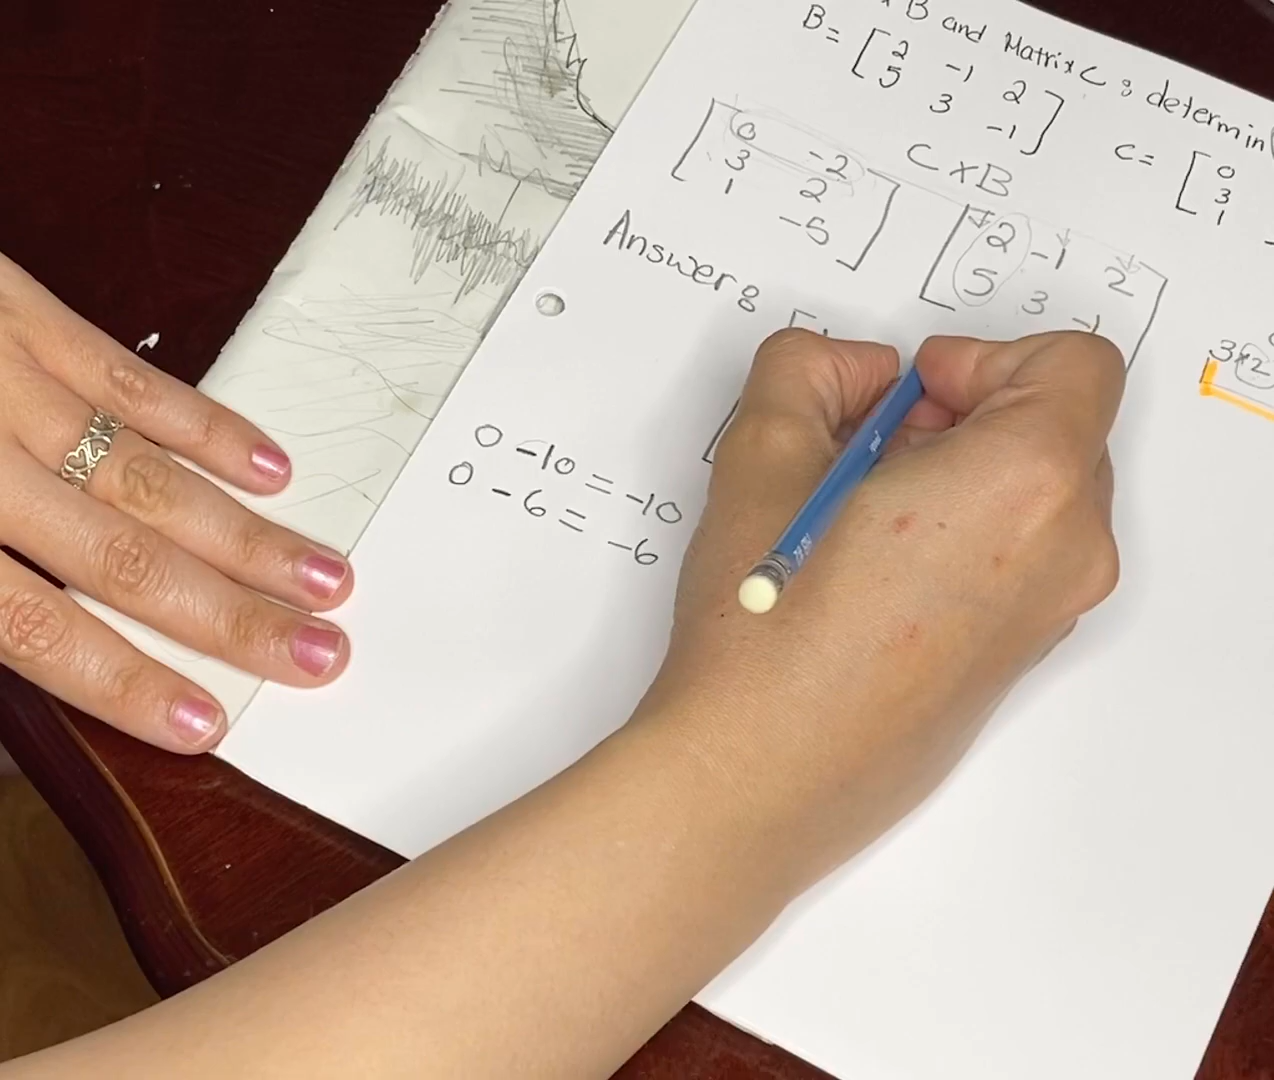 B and Matrix C : determin
B = [ 2 -1 2
5 3 -1 ]
C = [ 0
3
1
C x B
[ 0 -2
3 2
1 -5 ]
[ 2 -1 2
5 3 -1
Answer :
3x2
0 - 10 = -10
0 - 6 = -6